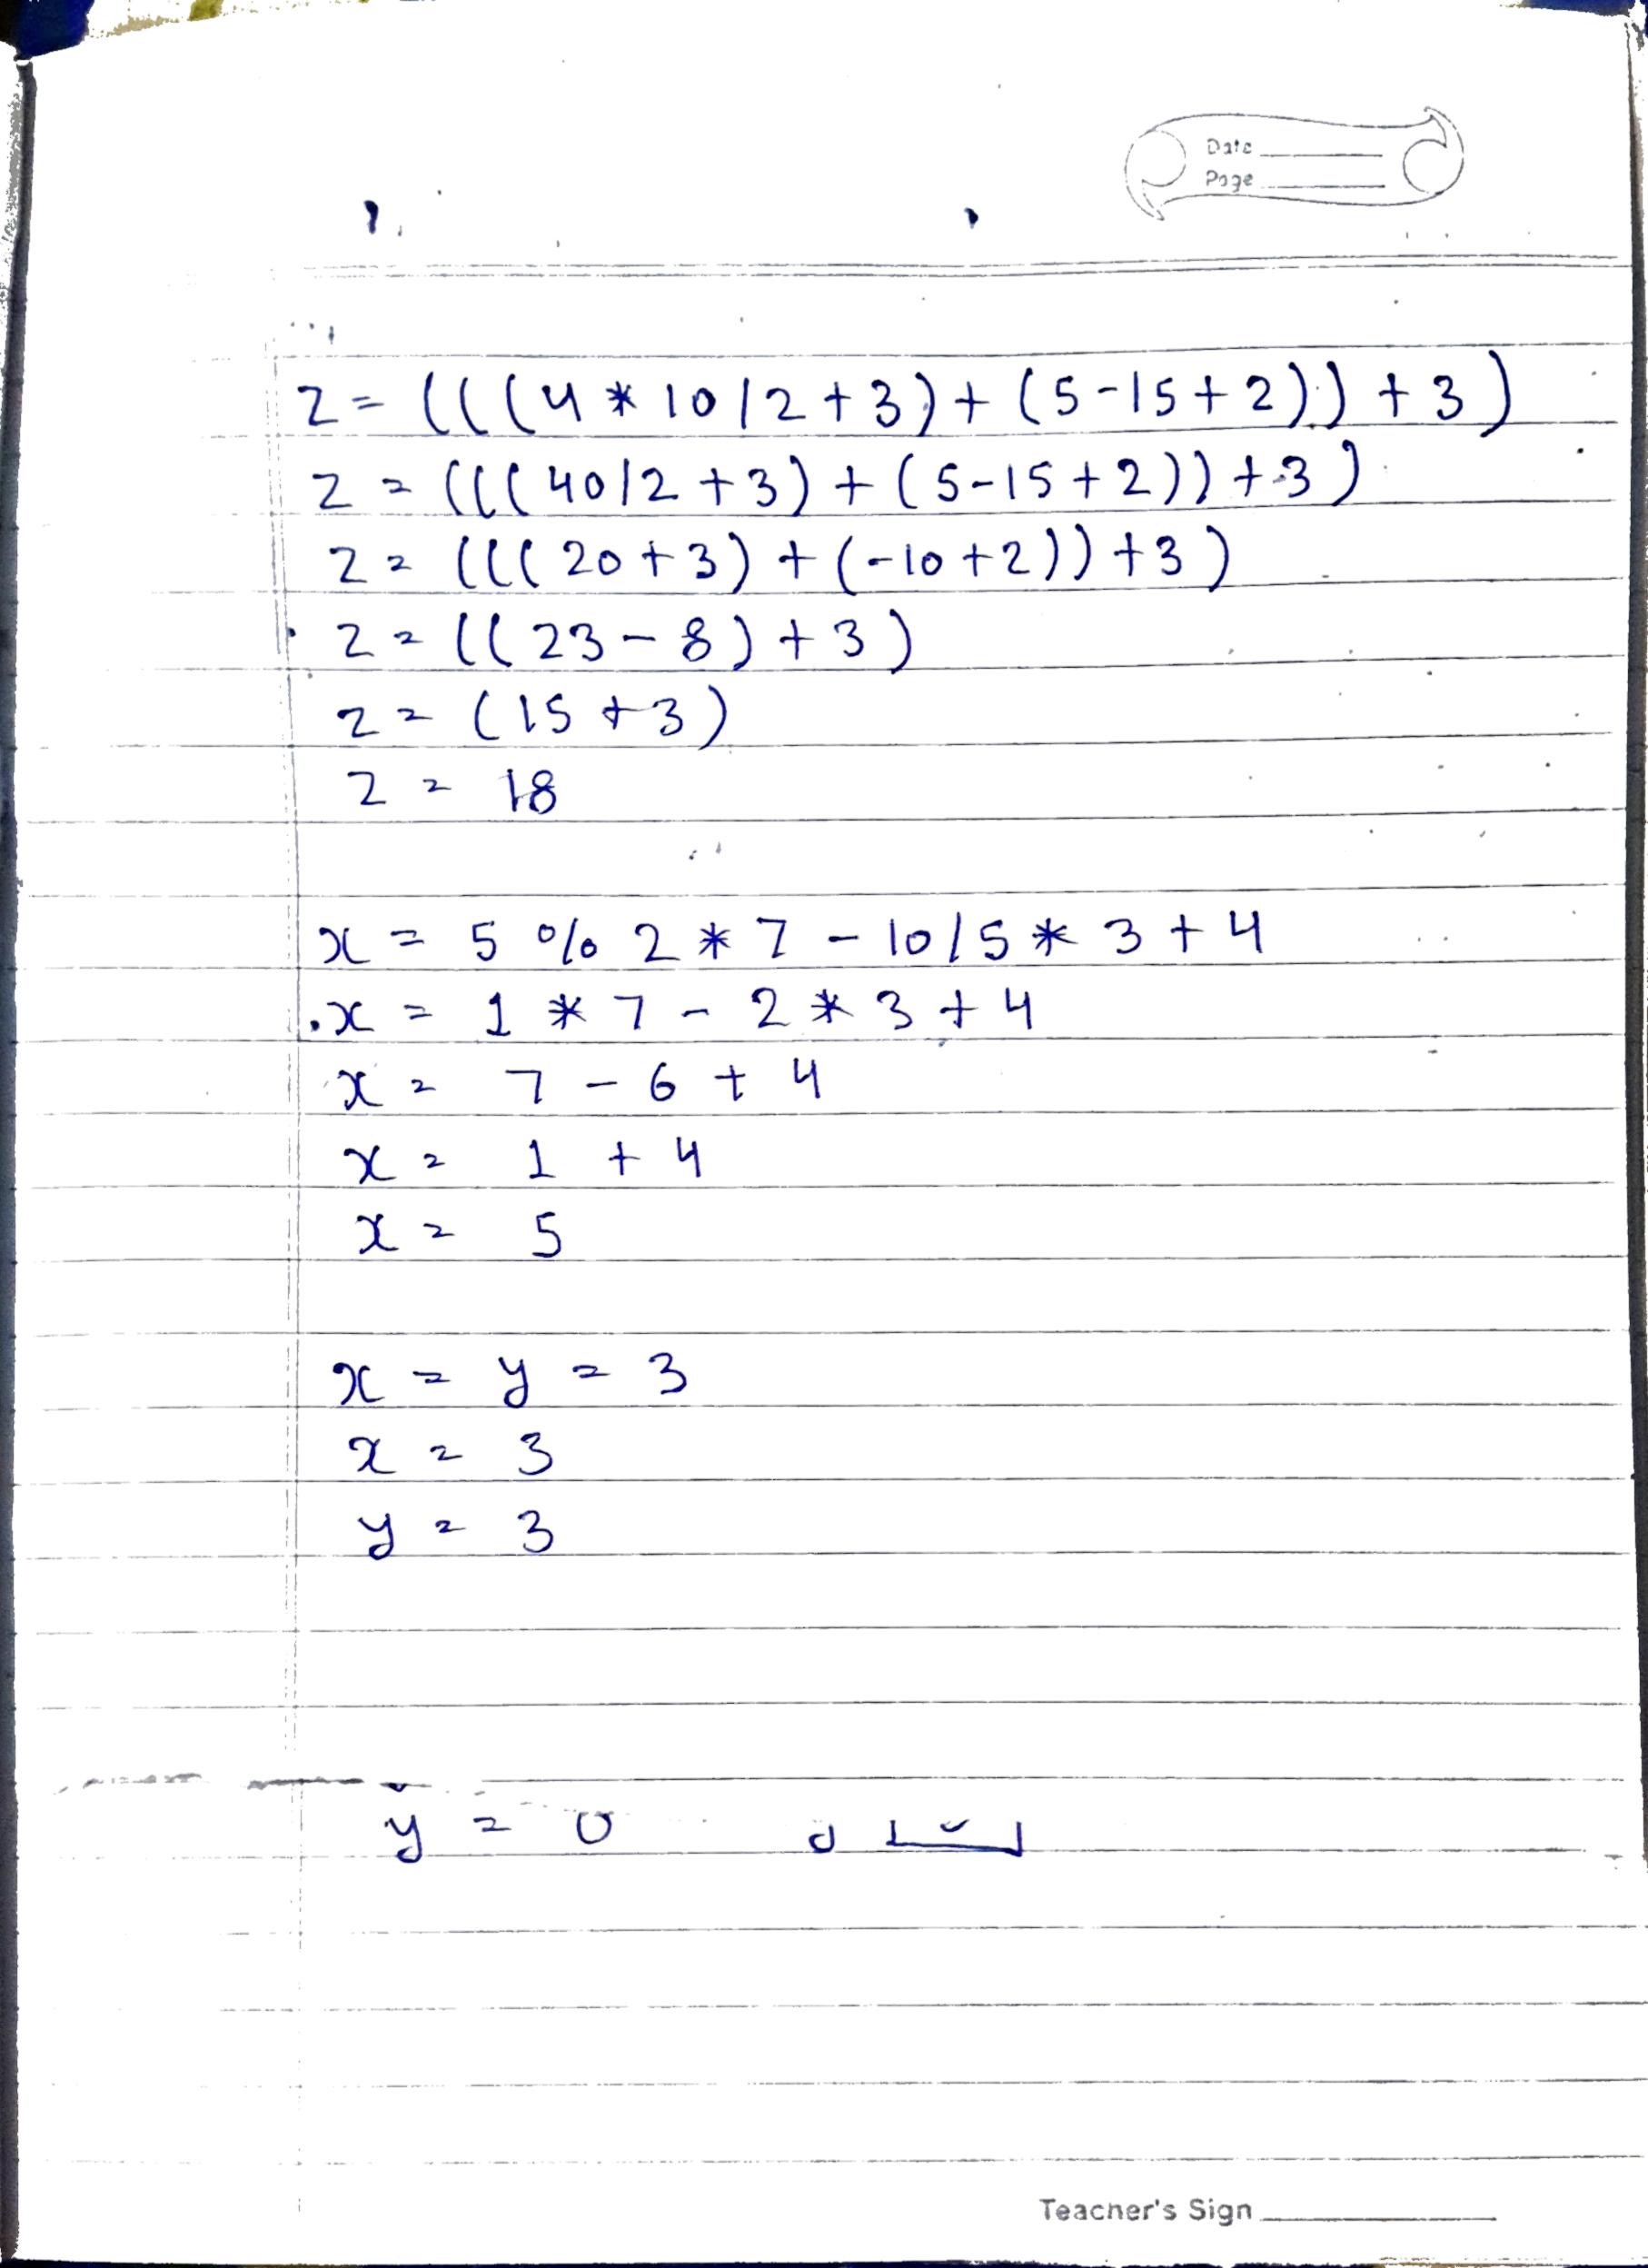 Date
Page
z = (((4 * 10 / 2 + 3) + (5 - 15 + 2)) + 3)
z = (((40 / 2 + 3) + (5 - 15 + 2)) + 3)
z = (((20 + 3) + (-10 + 2)) + 3)
z = ((23 - 8) + 3)
z = (15 + 3)
z = 18
x = 5 % 2 * 7 - 10 / 5 * 3 + 4
x = 1 * 7 - 2 * 3 + 4
x = 7 - 6 + 4
x = 1 + 4
x = 5
x = y = 3
x = 3
y = 3
y =
Teacher's Sign